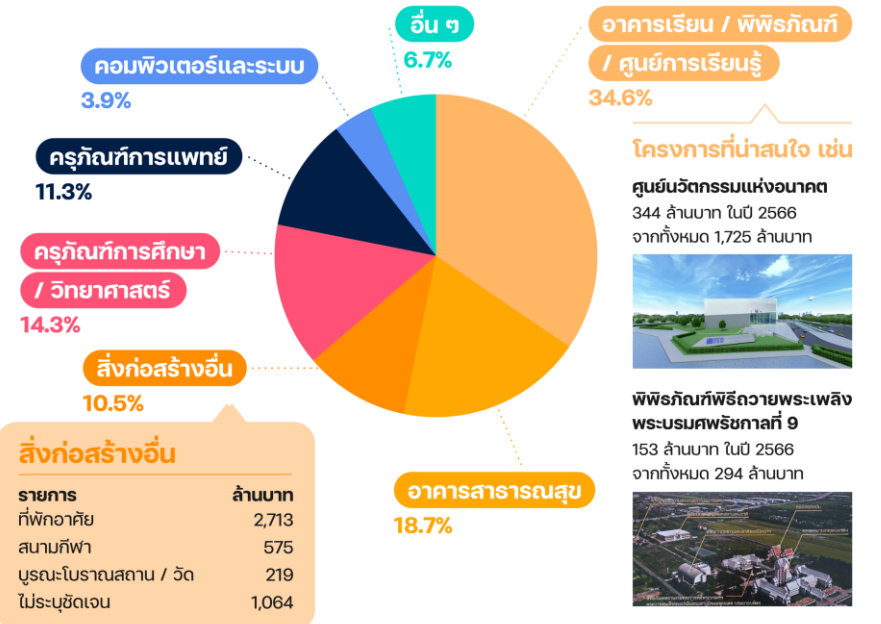 อื่น ๆ
6.7%
อาคารเรียน / พิพิธภัณฑ์
/ ศูนย์การเรียนรู้
34.6%
คอมพิวเตอร์และระบบ
3.9%
ครุภัณฑ์การแพทย์
11.3%
ครุภัณฑ์การศึกษา
/ วิทยาศาสตร์
14.3%
สิ่งก่อสร้างอื่น
10.5%
สิ่งก่อสร้างอื่น
รายการ ล้านบาท
ที่พักอาศัย 2,713
สนามกีฬา 575
บูรณะโบราณสถาน / วัด 219
ไม่ระบุชัดเจน 1,064
อาคารสาธารณสุข
18.7%
โครงการที่น่าสนใจ เช่น
ศูนย์นวัตกรรมแห่งอนาคต
344 ล้านบาท ในปี 2566
จากทั้งหมด 1,725 ล้านบาท
พิพิธภัณฑ์พิธีถวายพระเพลิง
พระบรมศพรัชกาลที่ 9
153 ล้านบาท ในปี 2566
จากทั้งหมด 294 ล้านบาท